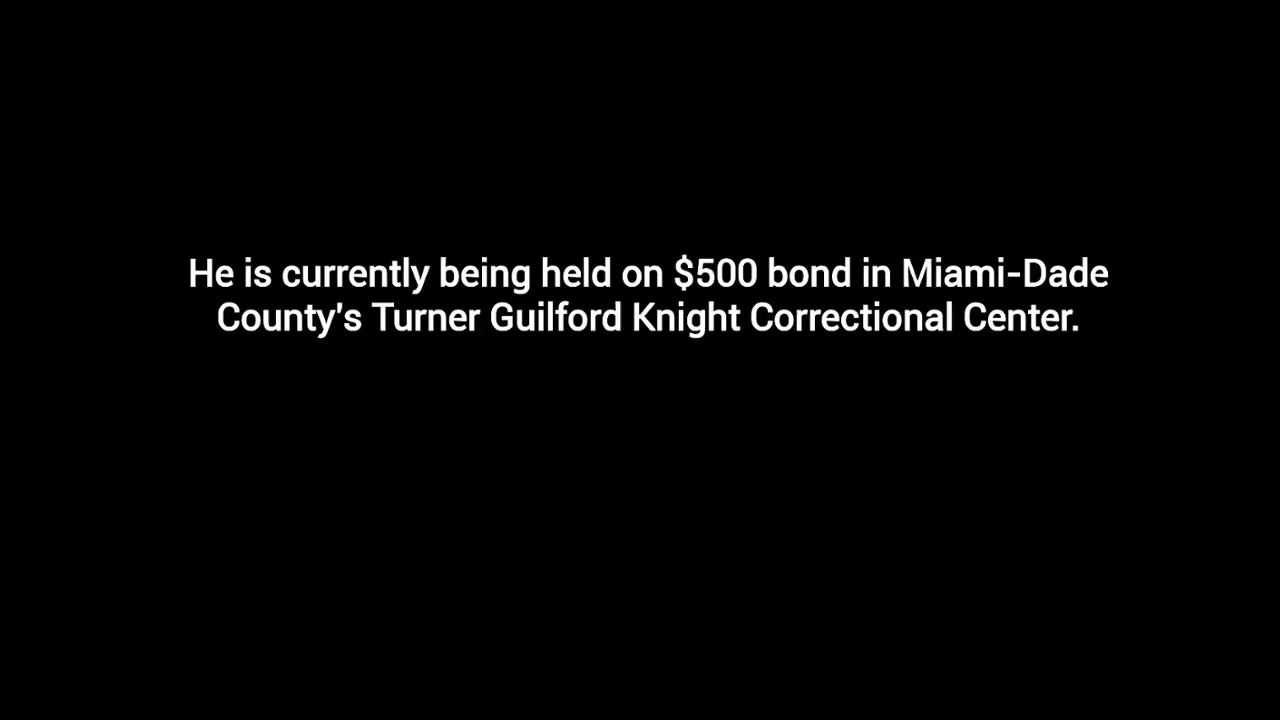 He is currently being held on $500 bond in Miami-Dade
County's Turner Guilford Knight Correctional Center.